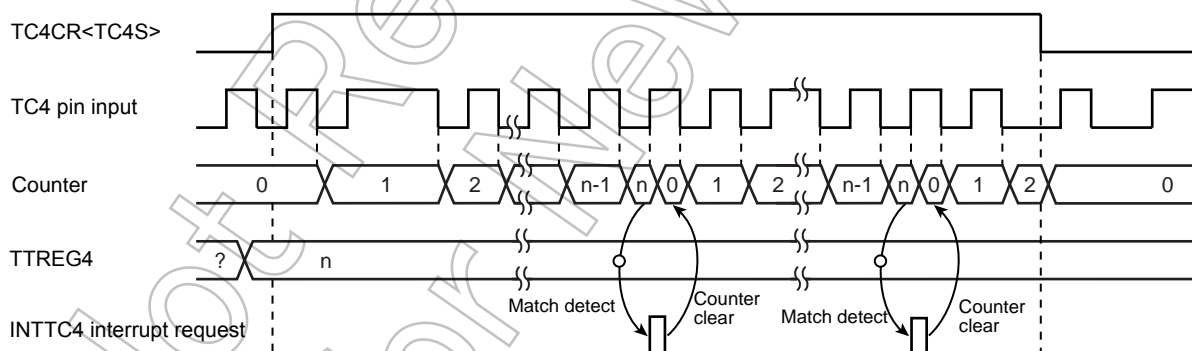 TC4CR<TC4S>
TC4 pin input
Counter 0 1 2 n-1 n 0 1 2 n-1 n 0 1 2 0
TTREG4 ? n
Match detect Counter clear Match detect Counter clear
INTTC4 interrupt request